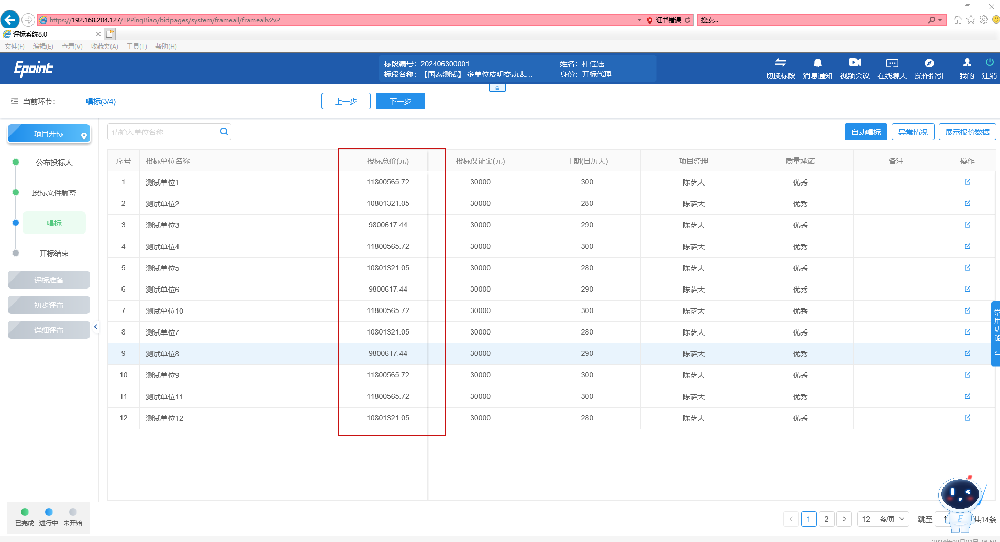 https://192.168.204.127/TPPingBiao/bidpages/system/frameall/frameallv2v2
证书错误
搜索...
评标系统8.0
文件(F) 编辑(E) 查看(V) 收藏夹(A) 工具(T) 帮助(H)
Epoint
标段编号：202406300001
标段名称：【国泰测试】-多单位皮明变动表...
姓名：杜佳钰
身份：开标代理
切换标段 消息通知 视频会议 在线聊天 操作指引 我的 注销
当前环节： 唱标(3/4) 上一步 下一步
项目开标
公布投标人
投标文件解密
唱标
开标结束
评标准备
初步评审
详细评审
已完成 进行中 未开始
请输入单位名称 自动唱标 异常情况 展示报价数据
序号 投标单位名称 投标总价(元) 投标保证金(元) 工期(日历天) 项目经理 质量承诺 备注 操作
1 测试单位1 11800565.72 30000 300 陈萨大 优秀
2 测试单位2 10801321.05 30000 280 陈萨大 优秀
3 测试单位3 9800617.44 30000 290 陈萨大 优秀
4 测试单位4 11800565.72 30000 300 陈萨大 优秀
5 测试单位5 10801321.05 30000 280 陈萨大 优秀
6 测试单位6 9800617.44 30000 290 陈萨大 优秀
7 测试单位10 11800565.72 30000 300 陈萨大 优秀
8 测试单位7 10801321.05 30000 280 陈萨大 优秀
9 测试单位8 9800617.44 30000 290 陈萨大 优秀
10 测试单位9 11800565.72 30000 300 陈萨大 优秀
11 测试单位11 11800565.72 30000 300 陈萨大 优秀
12 测试单位12 10801321.05 30000 280 陈萨大 优秀
常用功能
1 2 12 条/页 跳至 1 共14条
E